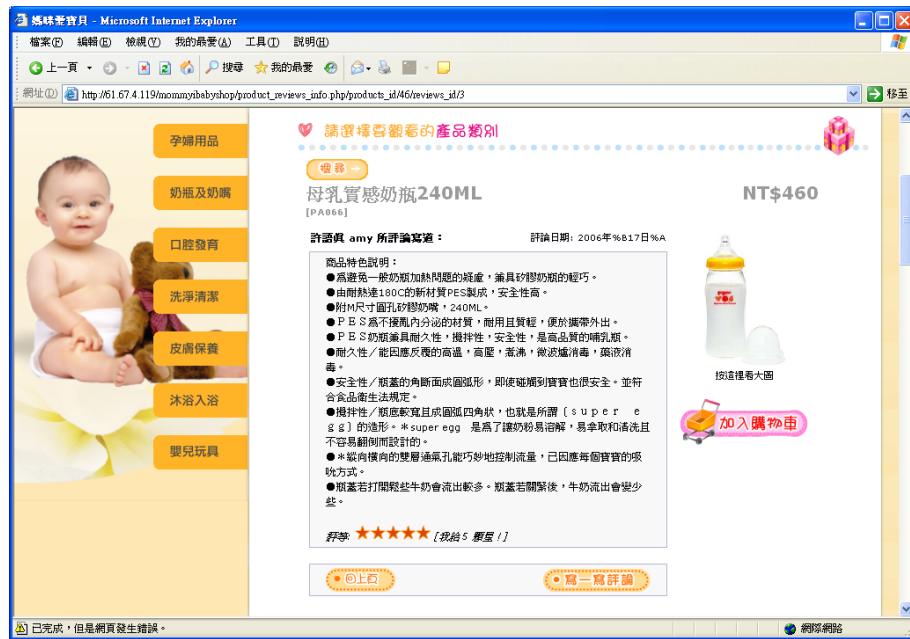 媽咪愛寶貝 - Microsoft Internet Explorer
檔案(F) 編輯(E) 檢視(V) 我的最愛(A) 工具(T) 說明(H)
上一頁 搜尋 我的最愛
網址(D) http://61.67.4.119/mommyibabyshop/product_reviews_info.php/products_id/46/reviews_id/3 移至
請選擇喜觀看的產品類別
孕婦用品
奶瓶及奶嘴
口腔發育
洗淨清潔
皮膚保養
沐浴入浴
嬰兒玩具
搜尋
母乳實感奶瓶240ML NT$460
[PA066]
許語真 amy 所評論寫道： 評論日期: 2006年%817日%A
商品特色說明：
●為避免一般奶瓶加熱問題的疑慮，兼具矽膠奶瓶的輕巧。
●由耐熱達180C的新材質PES製成，安全性高。
●附M尺寸圓孔矽膠奶嘴，240ML。
●ＰＥＳ為不擾亂內分泌的材質，耐用且質輕，便於攜帶外出。
●ＰＥＳ奶瓶兼具耐久性，攪拌性，安全性，是高品質的哺乳瓶。
●耐久性／能因應反覆的高溫，高壓，煮沸，微波爐消毒，藥液消
毒。
●安全性／瓶蓋的角斷面成圓弧形，即使碰觸到寶寶也很安全。並符
合食品衛生法規定。
●攪拌性／瓶底較寬且成圓弧四角狀，也就是所謂〔ｓｕｐｅｒ ｅ
ｇｇ〕的造形。＊super egg 是為了讓奶粉易溶解，易拿取和清洗且
不容易翻倒而設計的。
●＊縱向橫向的雙層通氣孔能巧妙地控制流量，已因應每個寶寶的吸
吮方式。
●瓶蓋若打開鬆些牛奶會流出較多。瓶蓋若關緊後，牛奶流出會變少
些。
評等: [我給5 顆星!]
按這裡看大圖
加入購物車
回上頁 寫一寫評論
已完成，但是網頁發生錯誤。 網際網路